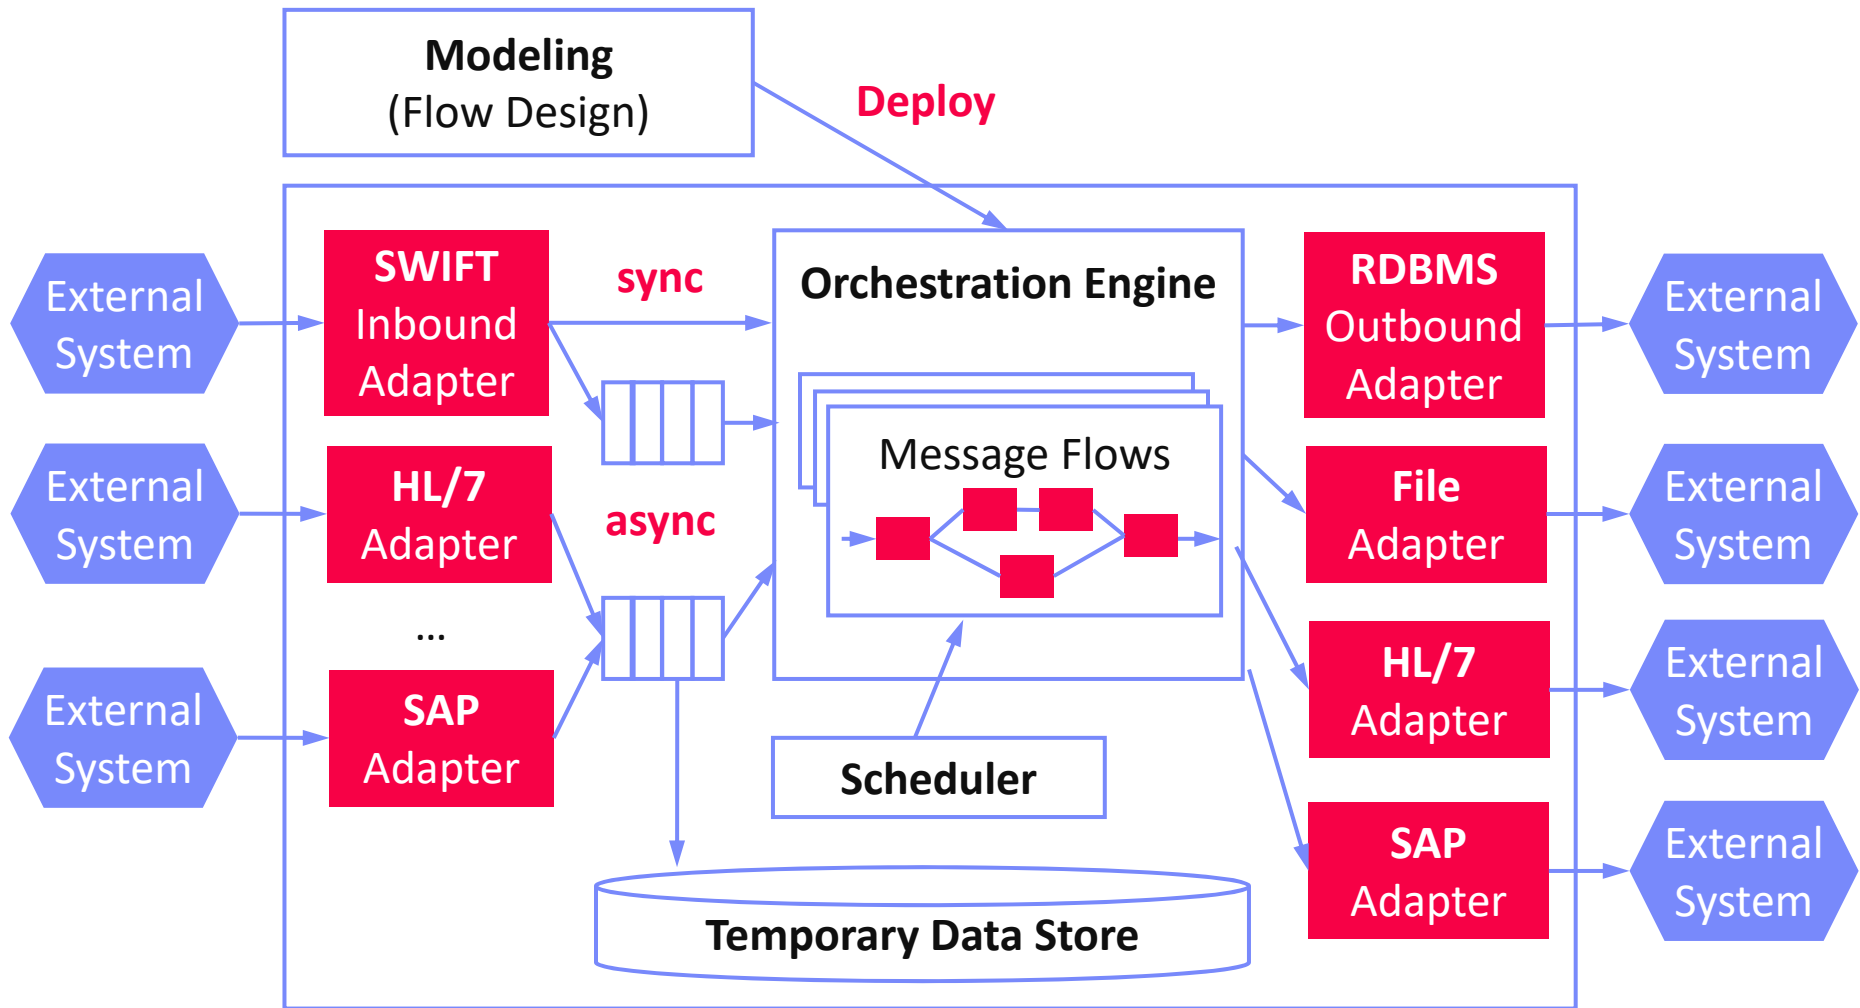 Modeling
(Flow Design)
Deploy
External
System
SWIFT
Inbound
Adapter
sync
Orchestration Engine
RDBMS
Outbound
Adapter
External
System
External
System
HL/7
Adapter
async
Message Flows
File
Adapter
External
System
...
External
System
SAP
Adapter
Scheduler
HL/7
Adapter
External
System
SAP
Adapter
External
System
Temporary Data Store